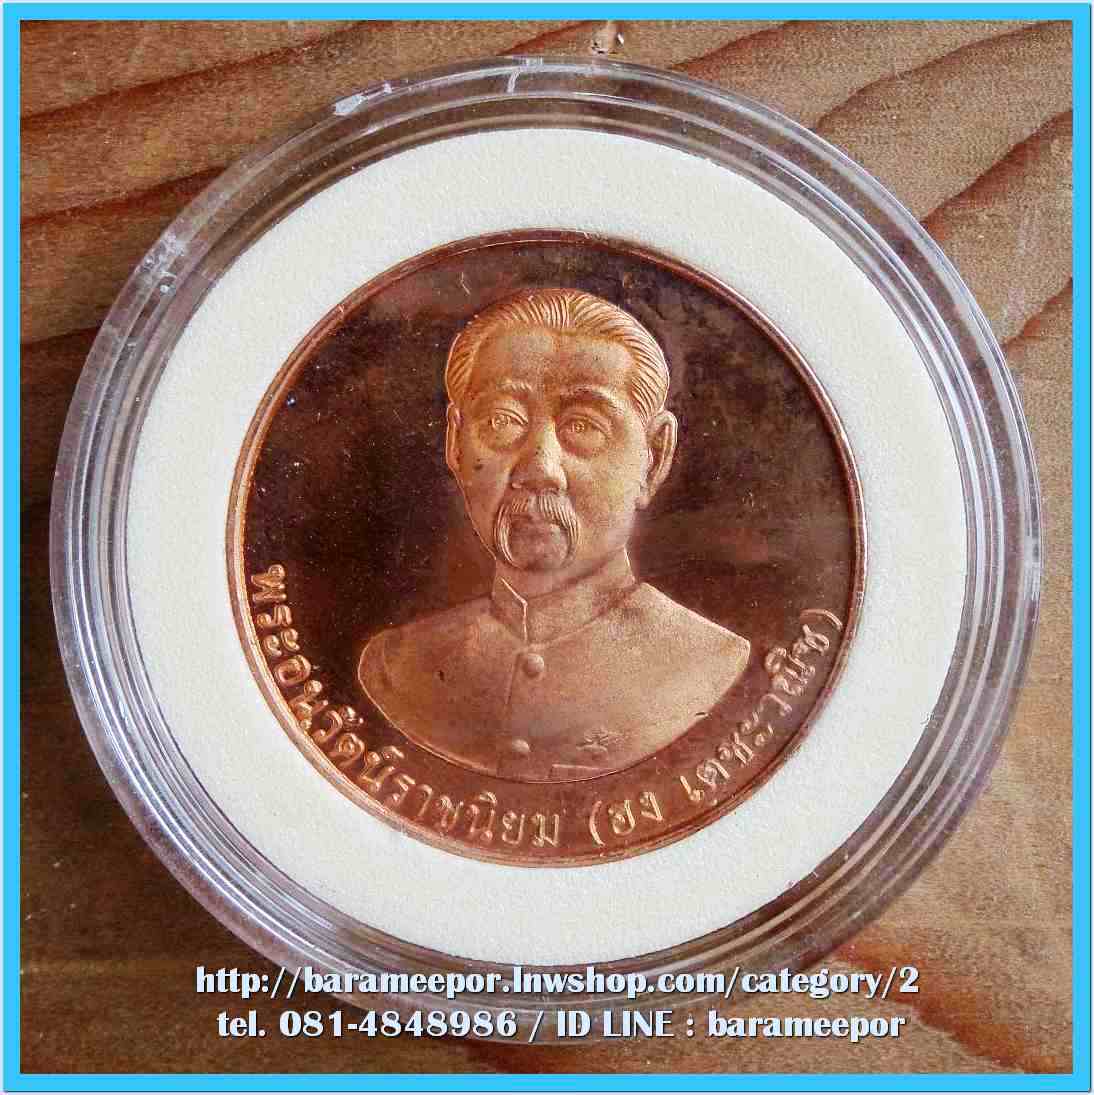 พระอนุวัตน์ราชนิยม (ฮง เตชะวณิช)
http://barameepor.lnwshop.com/category/2
tel. 081-4848986 / ID LINE : barameepor